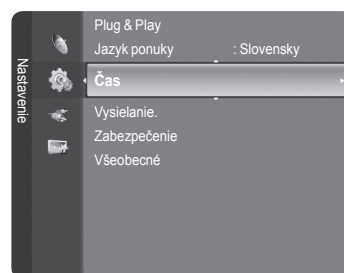 Nastavenie
Plug & Play
Jazyk ponuky : Slovensky
Čas
Vysielanie.
Zabezpečenie
Všeobecné